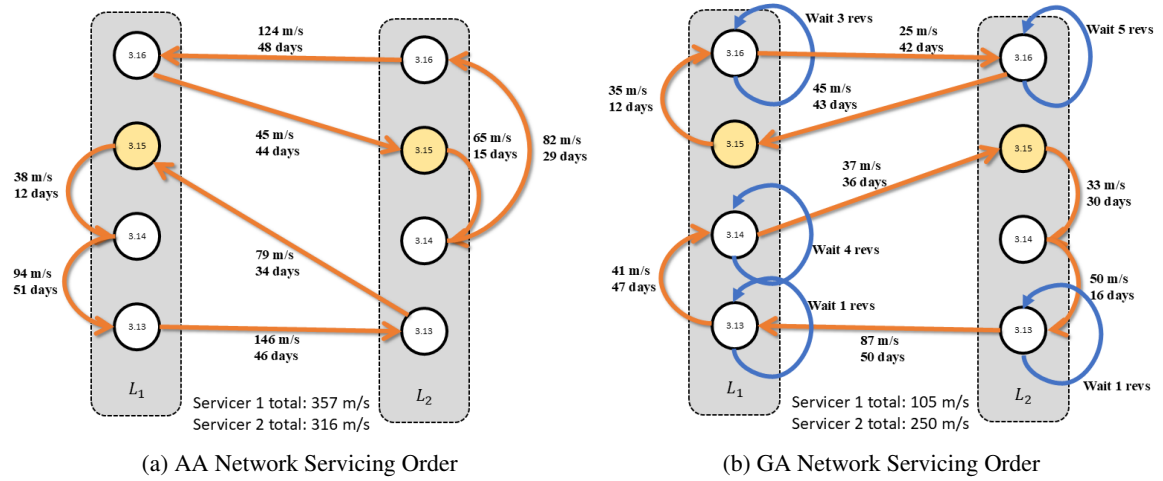 124 m/s
48 days
3.16
3.16
45 m/s
44 days
65 m/s
15 days
82 m/s
29 days
3.15
3.15
38 m/s
12 days
3.14
3.14
79 m/s
34 days
94 m/s
51 days
3.13
3.13
146 m/s
46 days
L1
L2
Servicer 1 total: 357 m/s
Servicer 2 total: 316 m/s
(a) AA Network Servicing Order
Wait 3 revs
25 m/s
42 days
Wait 5 revs
3.16
3.16
35 m/s
12 days
45 m/s
43 days
3.15
3.15
37 m/s
36 days
33 m/s
30 days
3.14
3.14
Wait 4 revs
41 m/s
47 days
50 m/s
16 days
Wait 1 revs
3.13
3.13
87 m/s
50 days
Wait 1 revs
L1
L2
Servicer 1 total: 105 m/s
Servicer 2 total: 250 m/s
(b) GA Network Servicing Order